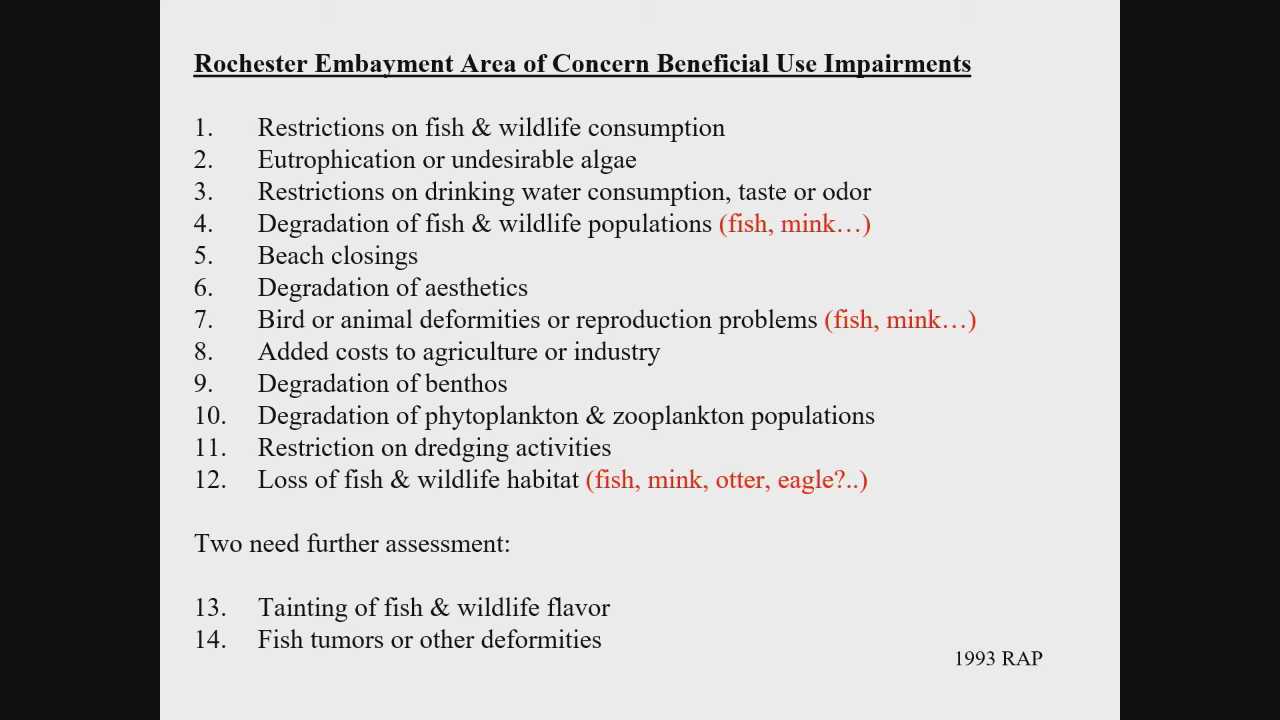 Rochester Embayment Area of Concern Beneficial Use Impairments
1. Restrictions on fish & wildlife consumption
2. Eutrophication or undesirable algae
3. Restrictions on drinking water consumption, taste or odor
4. Degradation of fish & wildlife populations (fish, mink…)
5. Beach closings
6. Degradation of aesthetics
7. Bird or animal deformities or reproduction problems (fish, mink…)
8. Added costs to agriculture or industry
9. Degradation of benthos
10. Degradation of phytoplankton & zooplankton populations
11. Restriction on dredging activities
12. Loss of fish & wildlife habitat (fish, mink, otter, eagle?..)
Two need further assessment:
13. Tainting of fish & wildlife flavor
14. Fish tumors or other deformities
1993 RAP